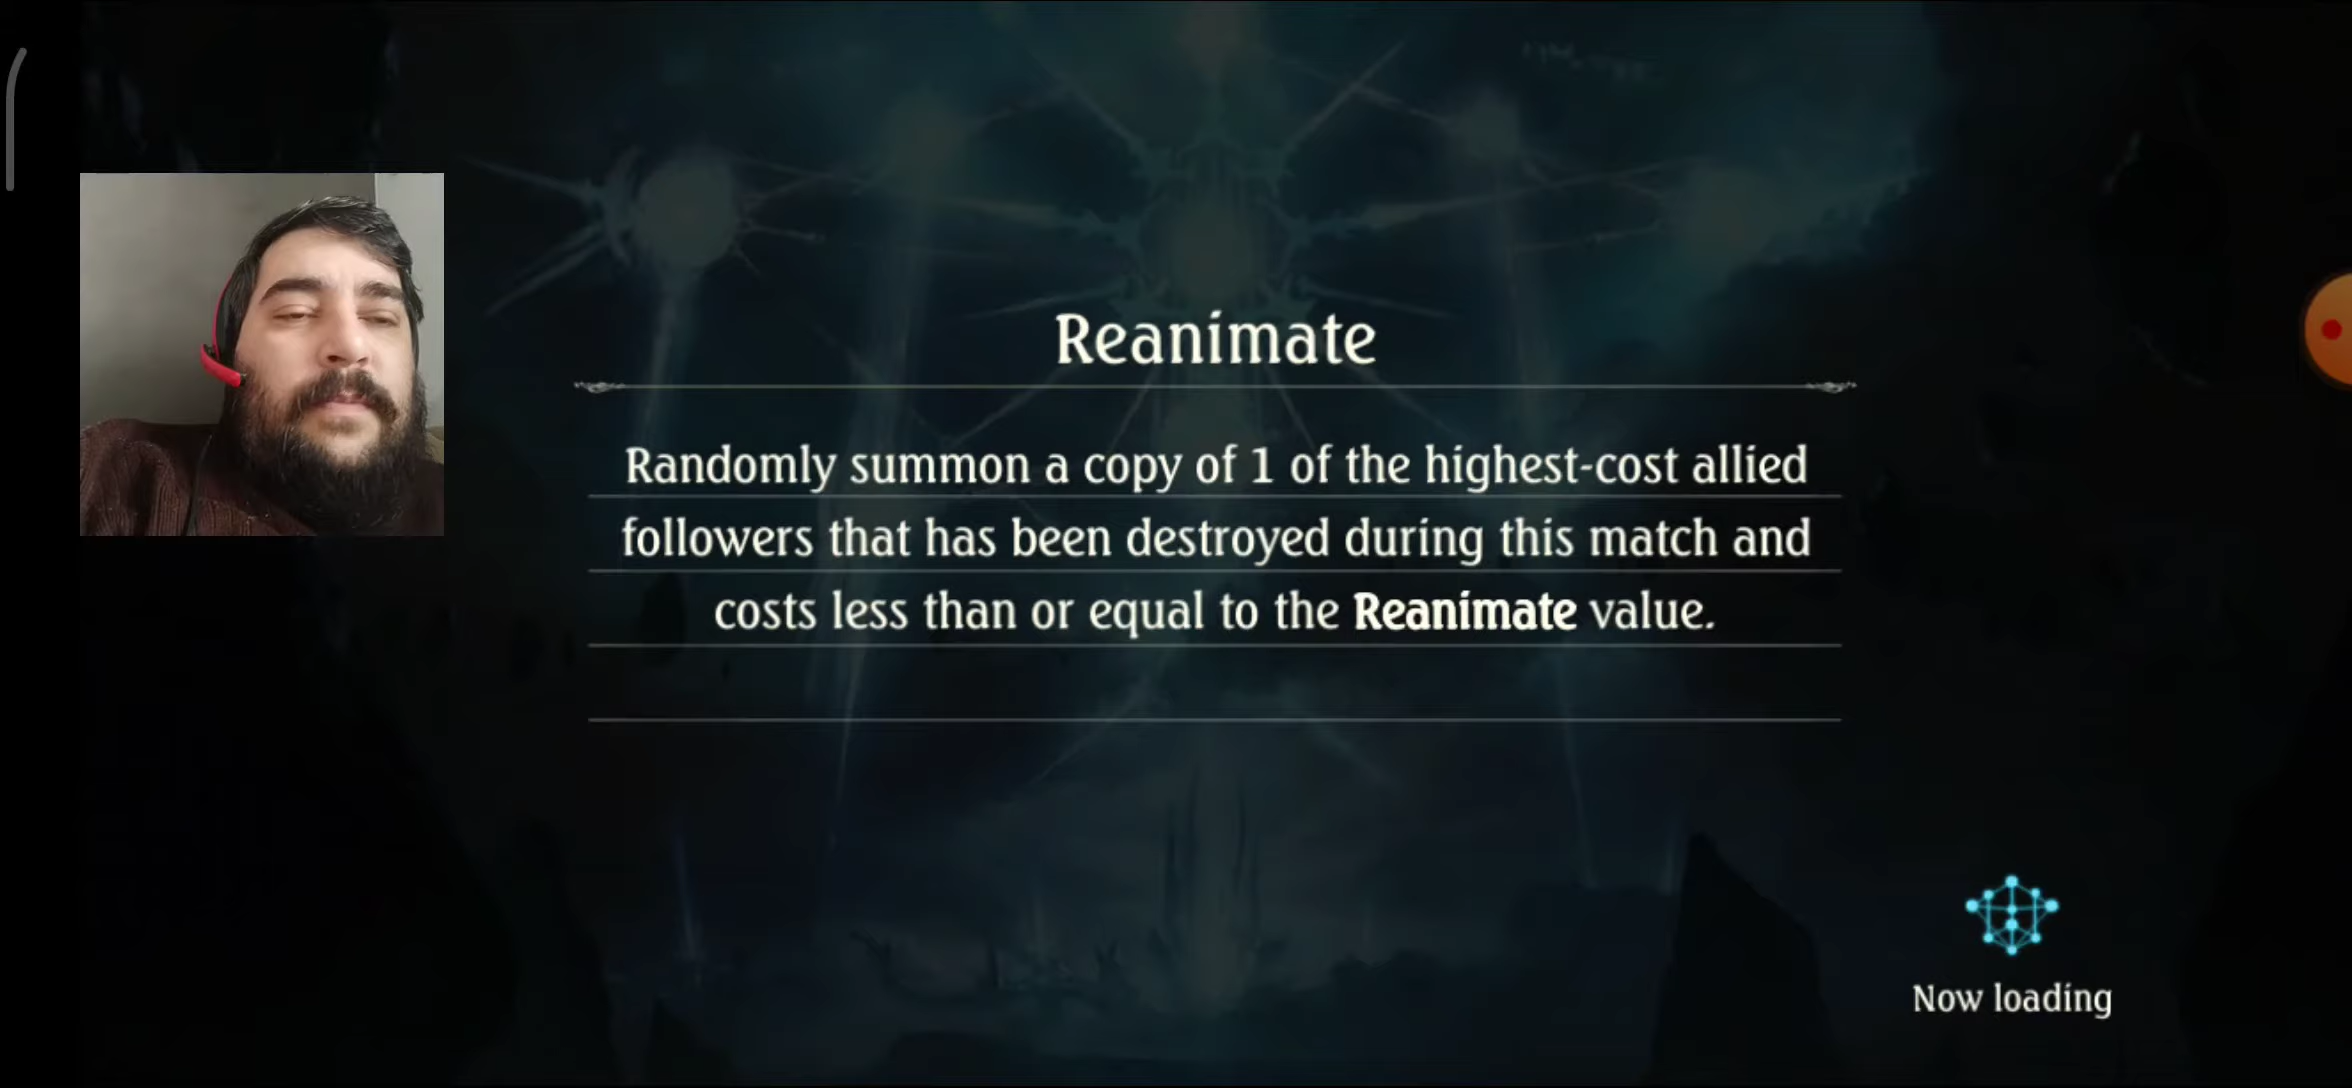 Reanimate
Randomly summon a copy of 1 of the highest-cost allied
followers that has been destroyed during this match and
costs less than or equal to the Reanimate value.
Now loading